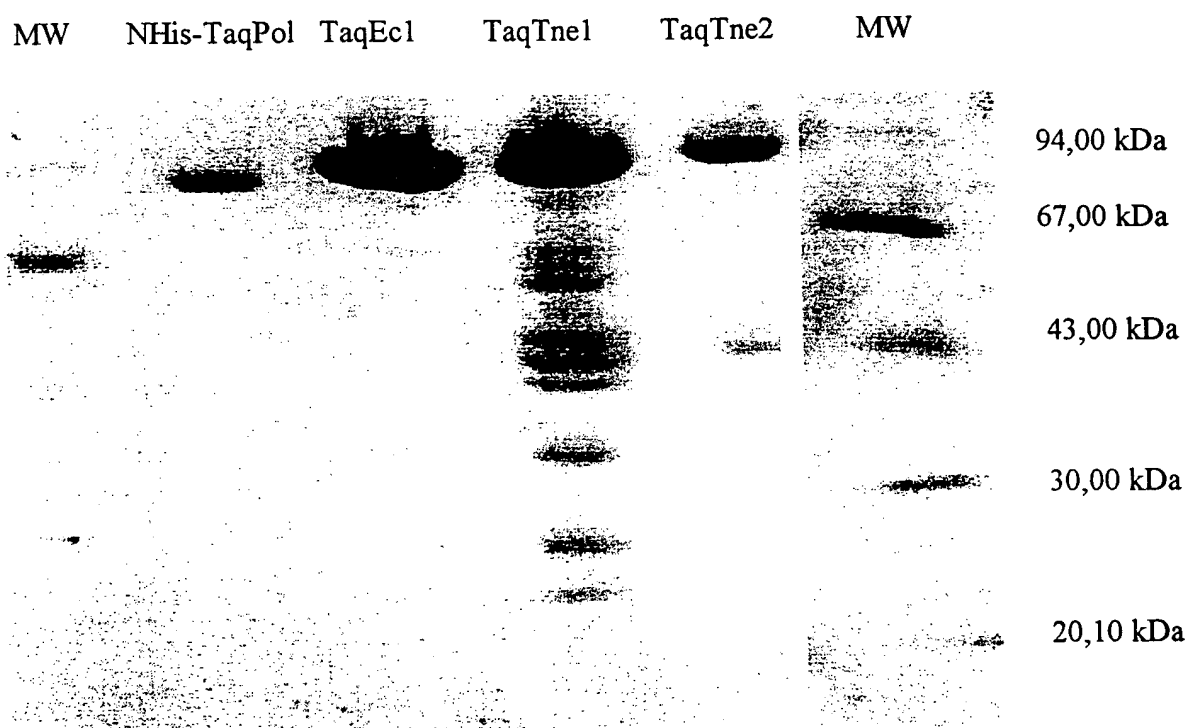 MW NHis-TaqPol TaqEc1 TaqTne1 TaqTne2 MW
94,00 kDa
67,00 kDa
43,00 kDa
30,00 kDa
20,10 kDa